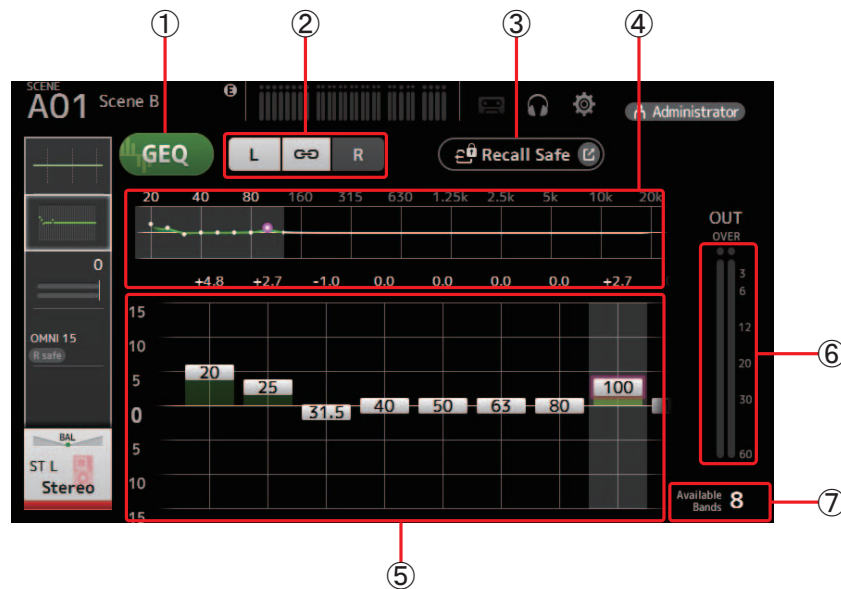 ① ② ③ ④
SCENE
A01 Scene B E Administrator
GEQ L R Recall Safe
20 40 80 160 315 630 1.25k 2.5k 5k 10k 20k
OUT
OVER
0
+4.8 +2.7 -1.0 0.0 0.0 0.0 0.0 +2.7
3
6
12
20
30
60
⑥
OMNI 15
R safe
15
10
5
0
5
10
15
20 25 31.5 40 50 63 80 100
BAL
ST L
Stereo
Available
Bands 8 ⑦
⑤